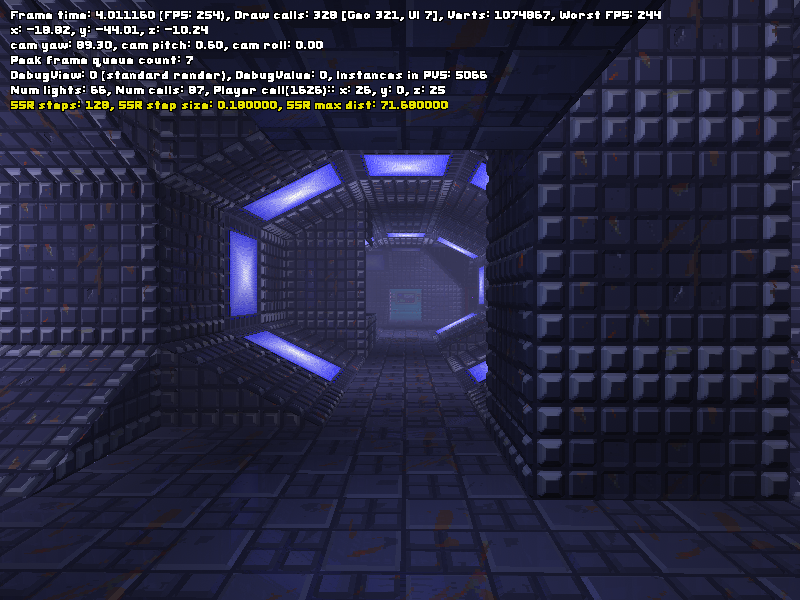 Frame time: 4.011160 (FPS: 254), Draw calls: 328 [Geo 321, UI 7], Verts: 1074867, Worst FPS: 244
x: -18.82, y: -44.01, z: -10.24
cam yaw: 89.30, cam pitch: 0.60, cam roll: 0.00
Peak frame queue count: 7
DebugView: 0 (standard render), DebugValue: 0, Instances in PVS: 5066
Num lights: 66, Num cells: 87, Player cell(1626):: x: 26, y: 0, z: 25
SSR steps: 128, SSR step size: 0.180000, SSR max dist: 71.680000